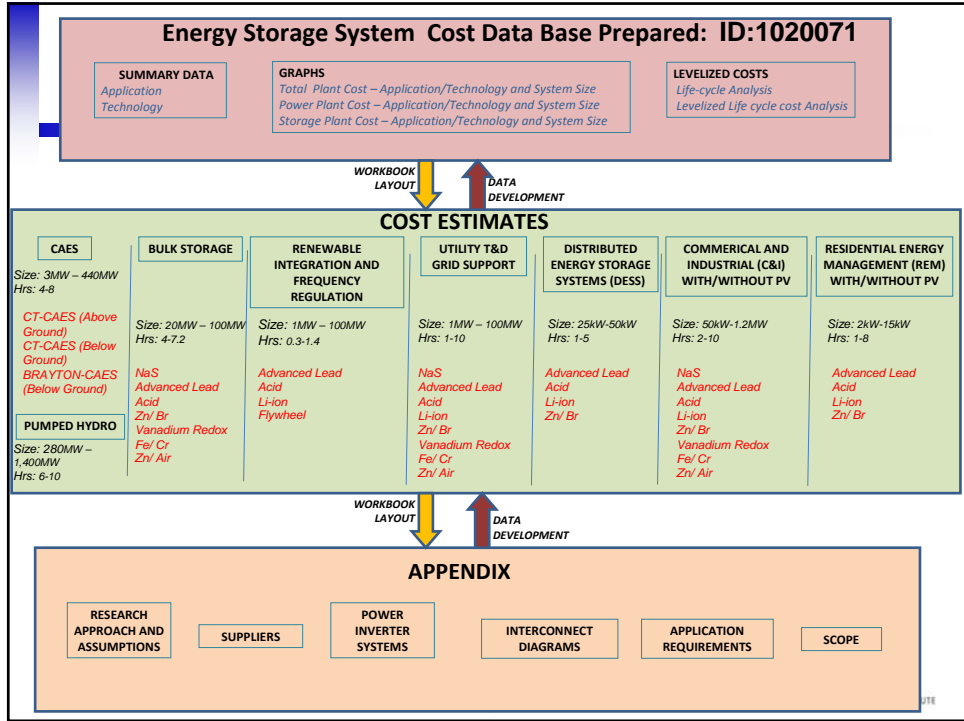 Energy Storage System Cost Data Base Prepared: ID:1020071
SUMMARY DATA
Application
Technology
GRAPHS
Total Plant Cost – Application/Technology and System Size
Power Plant Cost – Application/Technology and System Size
Storage Plant Cost – Application/Technology and System Size
LEVELIZED COSTS
Life-cycle Analysis
Levelized Life cycle cost Analysis
WORKBOOK
LAYOUT
DATA
DEVELOPMENT
COST ESTIMATES
CAES
Size: 3MW – 440MW
Hrs: 4-8
CT-CAES (Above
Ground)
CT-CAES (Below
Ground)
BRAYTON-CAES
(Below Ground)
PUMPED HYDRO
Size: 280MW –
1,400MW
Hrs: 6-10
BULK STORAGE
Size: 20MW – 100MW
Hrs: 4-7.2
NaS
Advanced Lead
Acid
Zn/ Br
Vanadium Redox
Fe/ Cr
Zn/ Air
RENEWABLE
INTEGRATION AND
FREQUENCY
REGULATION
Size: 1MW – 100MW
Hrs: 0.3-1.4
Advanced Lead
Acid
Li-ion
Flywheel
UTILITY T&D
GRID SUPPORT
Size: 1MW – 100MW
Hrs: 1-10
NaS
Advanced Lead
Acid
Li-ion
Zn/ Br
Vanadium Redox
Fe/ Cr
Zn/ Air
DISTRIBUTED
ENERGY STORAGE
SYSTEMS (DESS)
Size: 25kW-50kW
Hrs: 1-5
Advanced Lead
Acid
Li-ion
Zn/ Br
COMMERICAL AND
INDUSTRIAL (C&I)
WITH/WITHOUT PV
Size: 50kW-1.2MW
Hrs: 2-10
NaS
Advanced Lead
Acid
Li-ion
Zn/ Br
Vanadium Redox
Fe/ Cr
Zn/ Air
RESIDENTIAL ENERGY
MANAGEMENT (REM)
WITH/WITHOUT PV
Size: 2kW-15kW
Hrs: 1-8
Advanced Lead
Acid
Li-ion
Zn/ Br
WORKBOOK
LAYOUT
DATA
DEVELOPMENT
APPENDIX
RESEARCH
APPROACH AND
ASSUMPTIONS
SUPPLIERS
POWER
INVERTER
SYSTEMS
INTERCONNECT
DIAGRAMS
APPLICATION
REQUIREMENTS
SCOPE
UTE